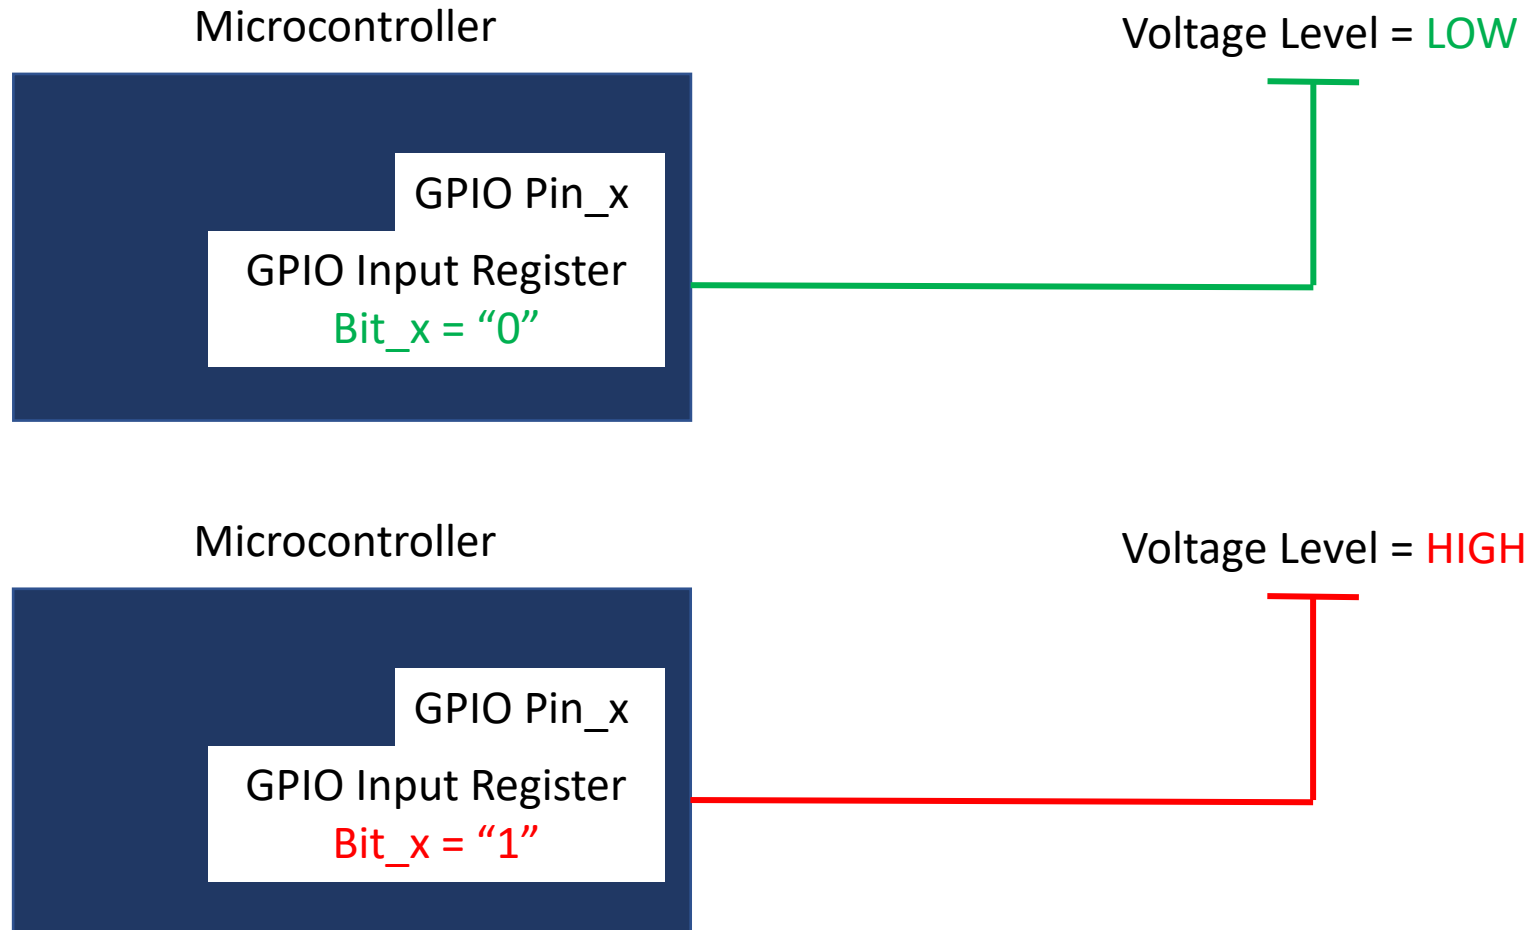 Microcontroller
Voltage Level = LOW
GPIO Pin_x
GPIO Input Register
Bit_x = “0”
Microcontroller
Voltage Level = HIGH
GPIO Pin_x
GPIO Input Register
Bit_x = “1”